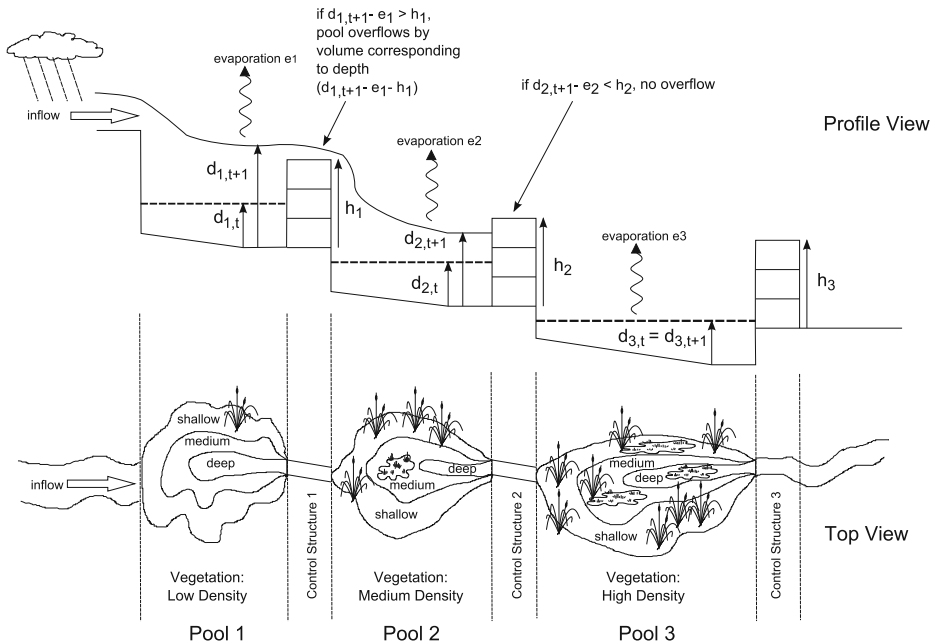 if d1,t+1- e1 > h1,
pool overflows by
volume corresponding
to depth
(d1,t+1- e1- h1)
evaporation e1
if d2,t+1- e2 < h2, no overflow
inflow
Profile View
evaporation e2
d1,t+1
h1
d1,t
d2,t+1
evaporation e3
h2
h3
d2,t
d3,t = d3,t+1
shallow
medium
deep
deep
medium
shallow
medium
deep
shallow
inflow
Control Structure 1
Control Structure 2
Control Structure 3
Top View
Vegetation:
Low Density
Vegetation:
Medium Density
Vegetation:
High Density
Pool 1
Pool 2
Pool 3